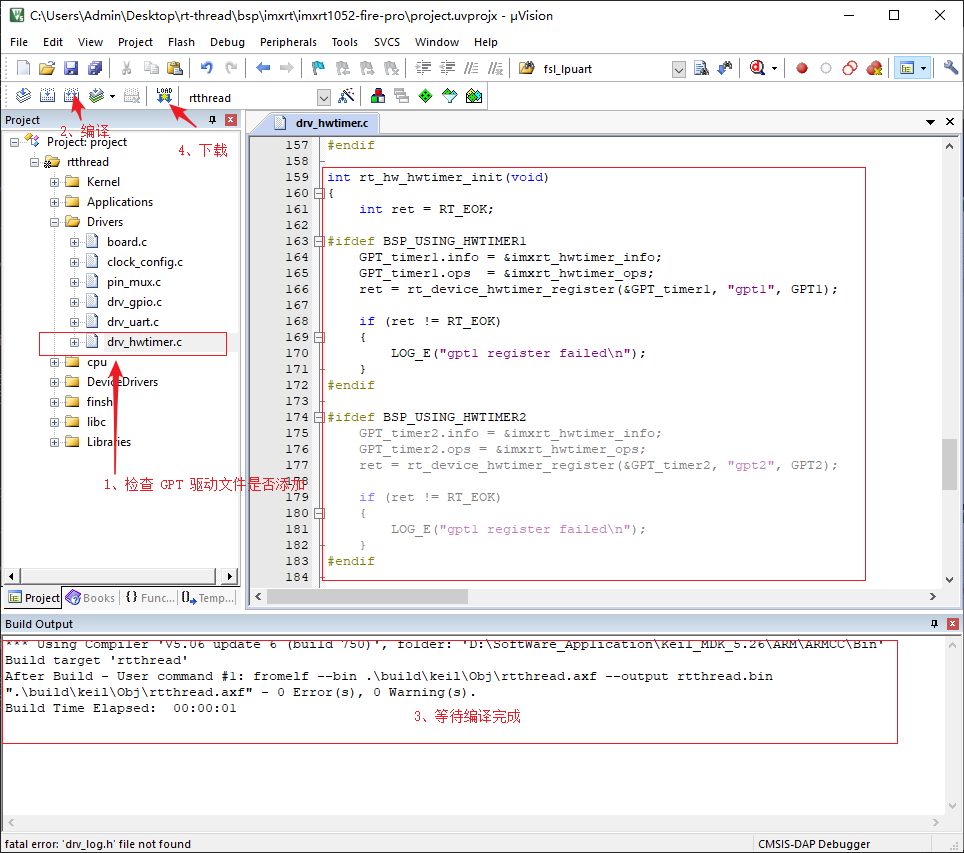 C:\Users\Admin\Desktop\rt-thread\bsp\imxrt\imxrt1052-fire-pro\project.uvprojx - µVision
File Edit View Project Flash Debug Peripherals Tools SVCS Window Help
fsl_lpuart
LOAD
rtthread
Project
drv_hwtimer.c
2、编译
4、下载
Project: project
rtthread
Kernel
Applications
Drivers
board.c
clock_config.c
pin_mux.c
drv_gpio.c
drv_uart.c
drv_hwtimer.c
cpu
DeviceDrivers
finsh
libc
Libraries
1、检查 GPT 驱动文件是否添加
157 #endif
158
159 int rt_hw_hwtimer_init(void)
160 {
161 int ret = RT_EOK;
162
163 #ifdef BSP_USING_HWTIMER1
164 GPT_timer1.info = &imxrt_hwtimer_info;
165 GPT_timer1.ops  = &imxrt_hwtimer_ops;
166 ret = rt_device_hwtimer_register(&GPT_timer1, "gpt1", GPT1);
167
168 if (ret != RT_EOK)
169 {
170 LOG_E("gpt1 register failed\n");
171 }
172 #endif
173
174 #ifdef BSP_USING_HWTIMER2
175 GPT_timer2.info = &imxrt_hwtimer_info;
176 GPT_timer2.ops = &imxrt_hwtimer_ops;
177 ret = rt_device_hwtimer_register(&GPT_timer2, "gpt2", GPT2);
178
179 if (ret != RT_EOK)
180 {
181 LOG_E("gpt1 register failed\n");
182 }
183 #endif
184
Project Books {} Func... Temp...
Build Output
*** Using Compiler 'V5.06 update 6 (build 750)', folder: 'D:\SoftWare_Application\Keil_MDK_5.26\ARM\ARMCC\Bin'
Build target 'rtthread'
After Build - User command #1: fromelf --bin .\build\keil\Obj\rtthread.axf --output rtthread.bin
".\build\keil\Obj\rtthread.axf" - 0 Error(s), 0 Warning(s).
Build Time Elapsed:  00:00:01
3、等待编译完成
fatal error: 'drv_log.h' file not found
CMSIS-DAP Debugger